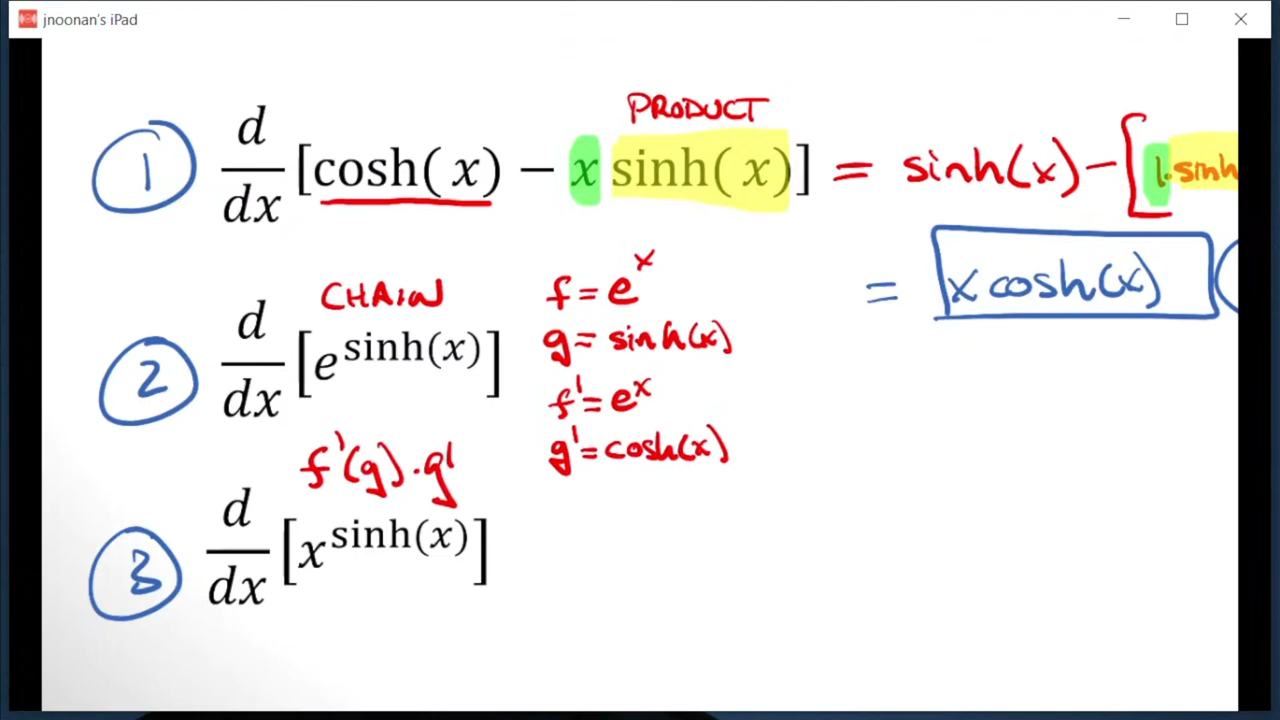 jnoonan's iPad
PRODUCT
① d/dx [cosh( x) − x sinh( x)] = sinh(x) − [1·sinh
= x cosh(x)
CHAIN
② d/dx [e^sinh(x)]
f = e^x
g = sinh(x)
f' = e^x
g' = cosh(x)
f'(g)·g'
③ d/dx [x^sinh(x)]